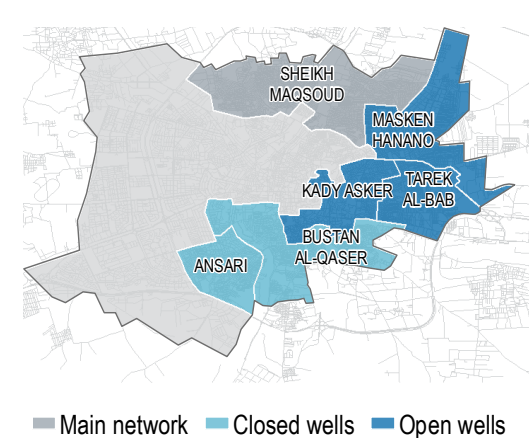 SHEIKH
MAQSOUD
MASKEN
HANANO
KADY ASKER
TAREK
AL-BAB
BUSTAN
AL-QASER
ANSARI
Main network
Closed wells
Open wells